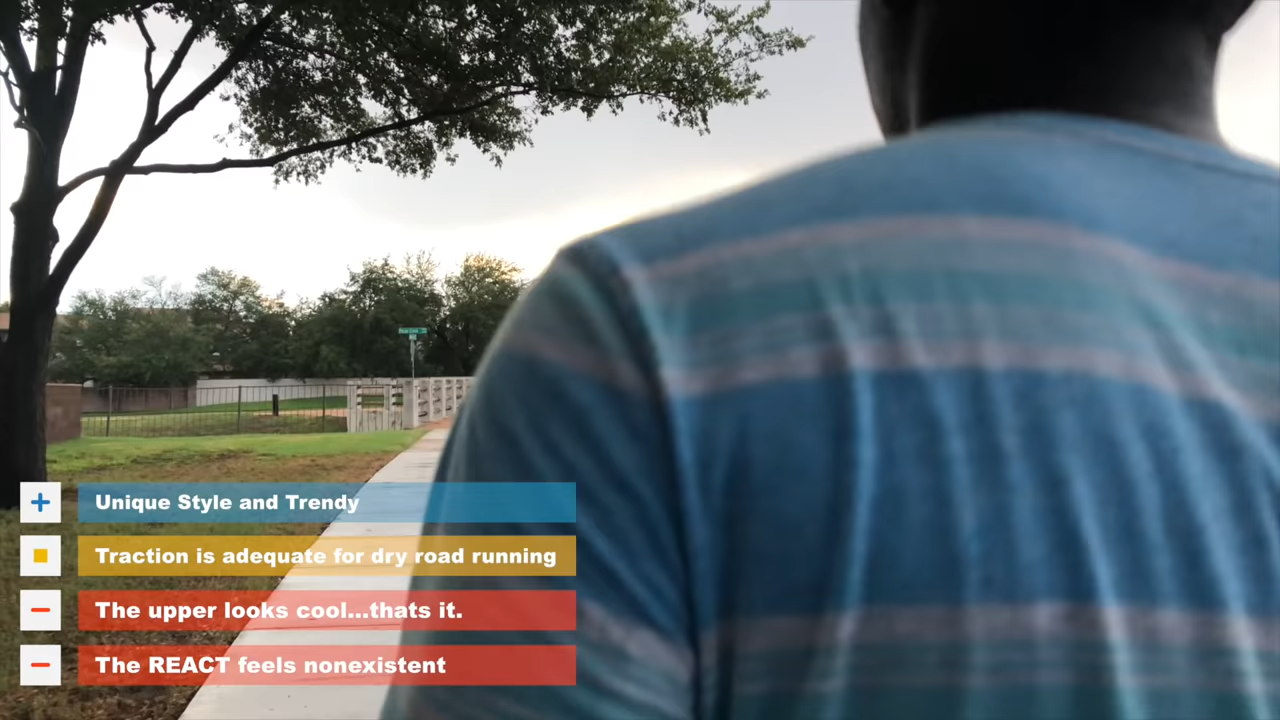 Unique Style and Trendy
Traction is adequate for dry road running
The upper looks cool...thats it.
The REACT feels nonexistent